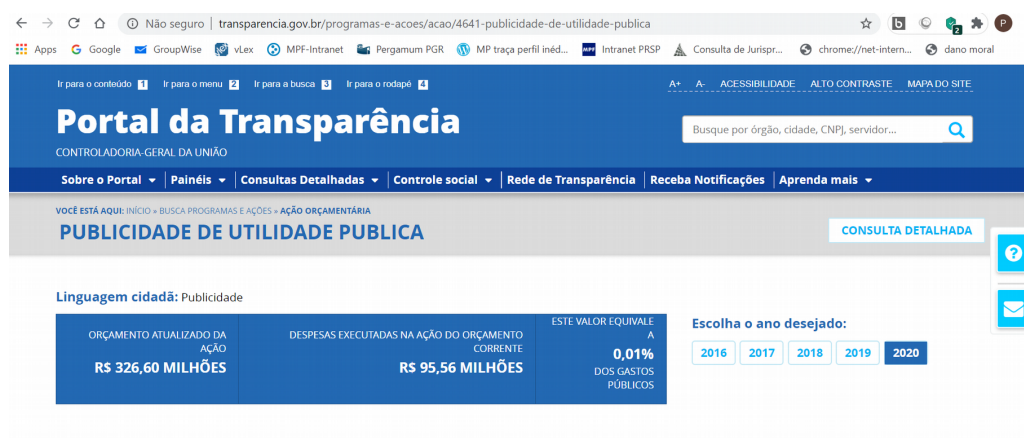 Não seguro | transparencia.gov.br/programas-e-acoes/acao/4641-publicidade-de-utilidade-publica
Apps Google GroupWise vLex MPF-Intranet Pergamum PGR MP traça perfil inéd... Intranet PRSP Consulta de Jurispr... chrome://net-intern... dano moral
Ir para o conteúdo 1 Ir para o menu 2 Ir para a busca 3 Ir para o rodapé 4 A+ A- ACESSIBILIDADE ALTO CONTRASTE MAPA DO SITE
Portal da Transparência
Busque por órgão, cidade, CNPJ, servidor...
CONTROLADORIA-GERAL DA UNIÃO
Sobre o Portal Painéis Consultas Detalhadas Controle social Rede de Transparência Receba Notificações Aprenda mais
VOCÊ ESTÁ AQUI: INÍCIO » BUSCA PROGRAMAS E AÇÕES » AÇÃO ORÇAMENTÁRIA
PUBLICIDADE DE UTILIDADE PUBLICA
CONSULTA DETALHADA
Linguagem cidadã: Publicidade
ORÇAMENTO ATUALIZADO DA
AÇÃO
R$ 326,60 MILHÕES
DESPESAS EXECUTADAS NA AÇÃO DO ORÇAMENTO
CORRENTE
R$ 95,56 MILHÕES
ESTE VALOR EQUIVALE
A
0,01%
DOS GASTOS
PÚBLICOS
Escolha o ano desejado:
2016 2017 2018 2019 2020